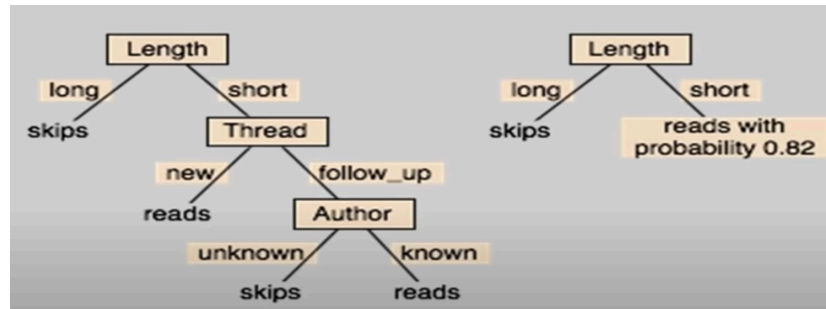 Length
long
short
skips
Thread
new
follow_up
reads
Author
unknown
known
skips
reads
Length
long
short
skips
reads with
probability 0.82